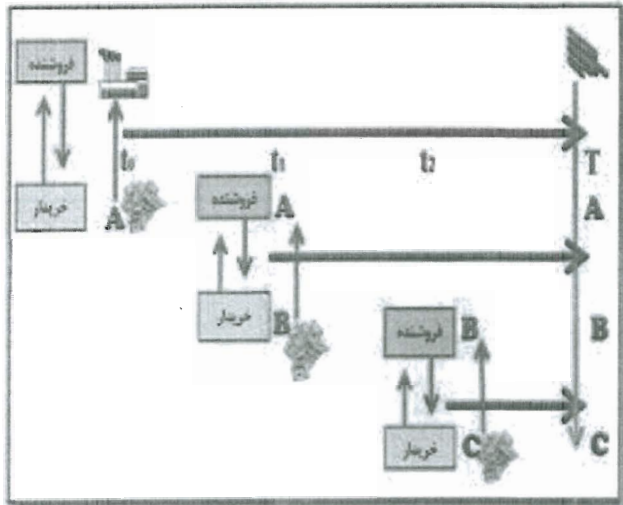 فروشنده
خریدار
A
t₀ t₁ t₂ T
فروشنده A
خریدار B
A
فروشنده B
خریدار C
B
C